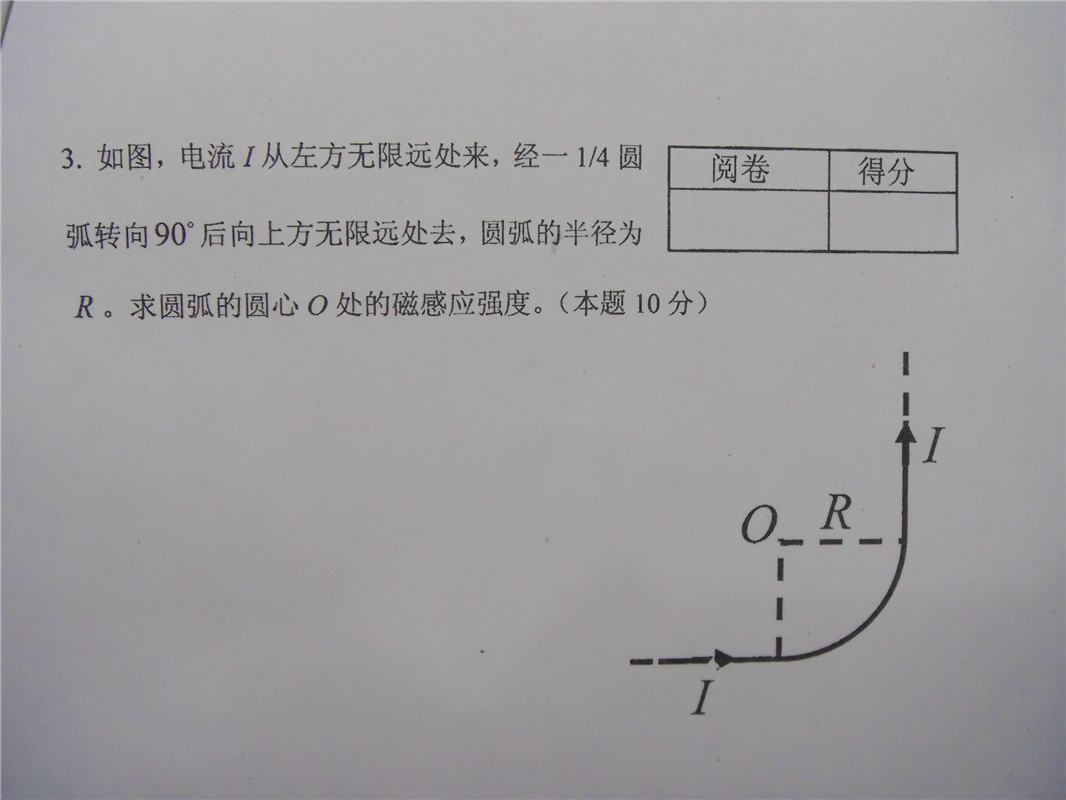 3. 如图，电流 I 从左方无限远处来，经一 1/4 圆
阅卷 得分
弧转向 90° 后向上方无限远处去，圆弧的半径为
R 。求圆弧的圆心 O 处的磁感应强度。（本题 10 分）
I
O R
I